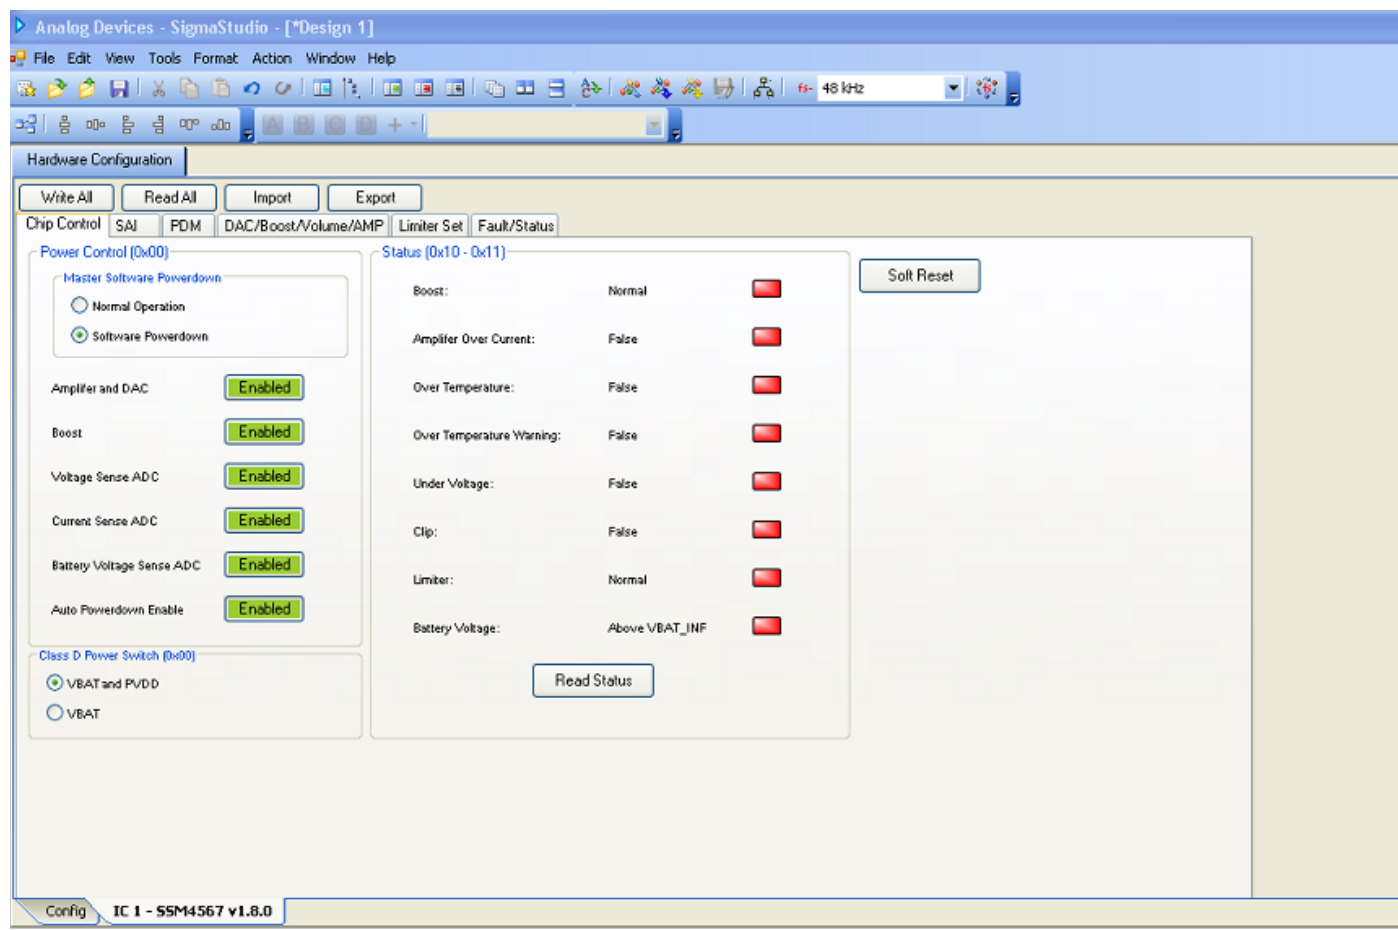 Analog Devices - SigmaStudio - [*Design 1]
File Edit View Tools Format Action Window Help
fs- 48 kHz
A B C D
Hardware Configuration
Write All Read All Import Export
Chip Control SAI PDM DAC/Boost/Volume/AMP Limiter Set Fault/Status
Power Control (0x00)
Master Software Powerdown
Normal Operation
Software Powerdown
Amplifer and DAC Enabled
Boost Enabled
Voltage Sense ADC Enabled
Current Sense ADC Enabled
Battery Voltage Sense ADC Enabled
Auto Powerdown Enable Enabled
Class D Power Switch (0x00)
VBAT and PVDD
VBAT
Status (0x10 - 0x11)
Boost: Normal
Amplifer Over Current: False
Over Temperature: False
Over Temperature Warning: False
Under Voltage: False
Clip: False
Limiter: Normal
Battery Voltage: Above VBAT_INF
Read Status
Soft Reset
Config IC 1 - SSM4567 v1.8.0